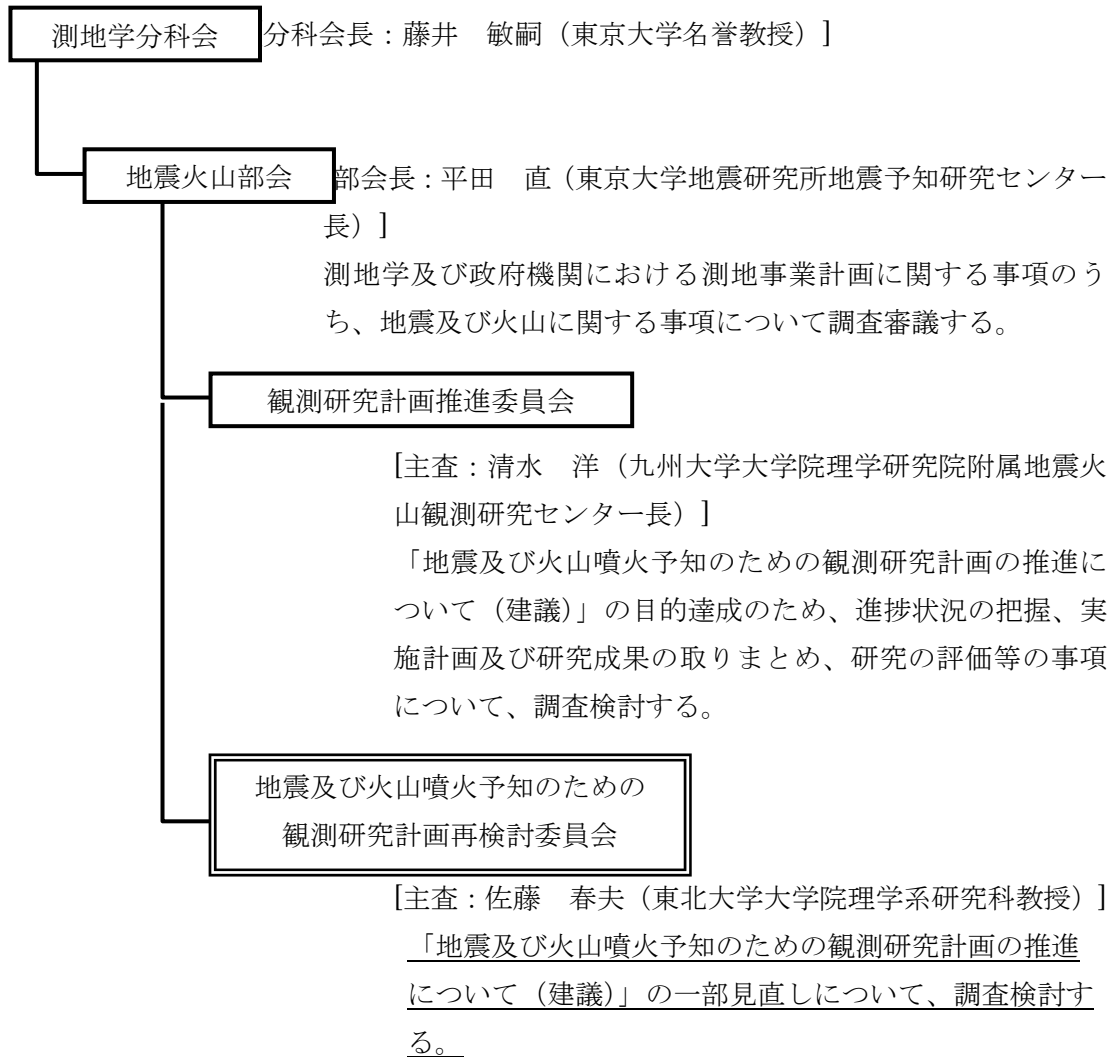 測地学分科会 分科会長：藤井 敏嗣（東京大学名誉教授）]
地震火山部会 部会長：平田 直（東京大学地震研究所地震予知研究センター
長）]
測地学及び政府機関における測地事業計画に関する事項のう
ち、地震及び火山に関する事項について調査審議する。
観測研究計画推進委員会
[主査：清水 洋（九州大学大学院理学研究院附属地震火
山観測研究センター長）]
「地震及び火山噴火予知のための観測研究計画の推進に
ついて（建議）」の目的達成のため、進捗状況の把握、実
施計画及び研究成果の取りまとめ、研究の評価等の事項
について、調査検討する。
地震及び火山噴火予知のための
観測研究計画再検討委員会
[主査：佐藤 春夫（東北大学大学院理学系研究科教授）]
「地震及び火山噴火予知のための観測研究計画の推進
について（建議）」の一部見直しについて、調査検討す
る。